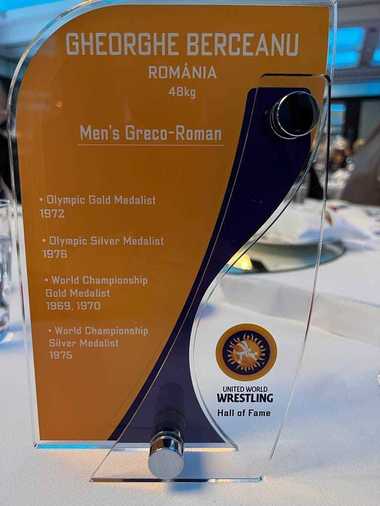 GHEORGHE BERCEANU
ROMÂNIA
48kg
Men's Greco-Roman
• Olympic Gold Medalist
1972
• Olympic Silver Medalist
1976
• World Championship
Gold Medalist
1969, 1970
• World Championship
Silver Medalist
1975
UNITED WORLD
WRESTLING
Hall of Fame